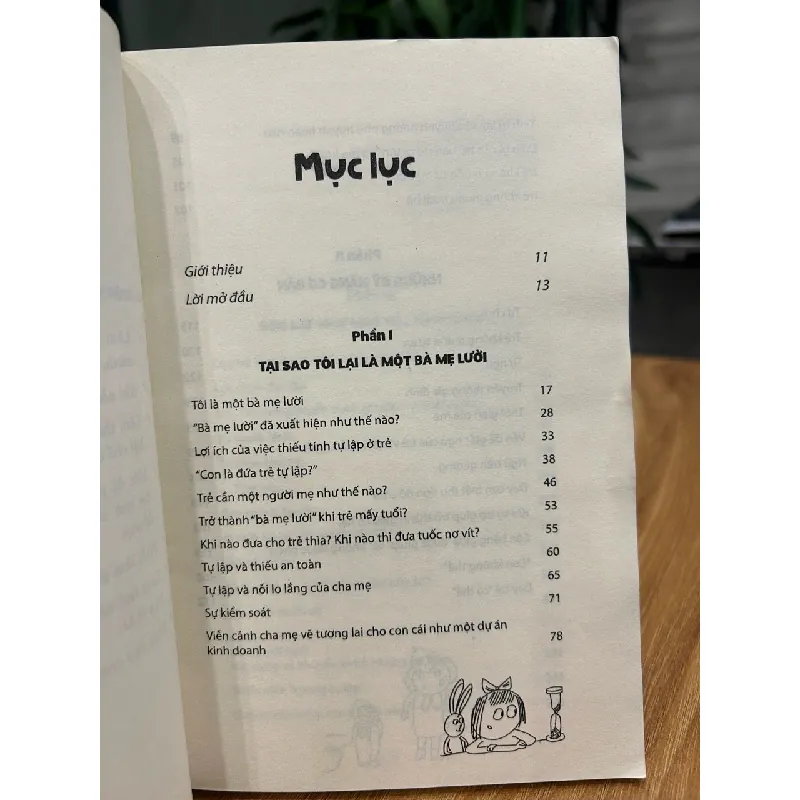 Mục lục
Giới thiệu 11
Lời mở đầu 13
Phần I
TẠI SAO TÔI LẠI LÀ MỘT BÀ MẸ LƯỜI
Tôi là một bà mẹ lười 17
"Bà mẹ lười" đã xuất hiện như thế nào? 28
Lợi ích của việc thiếu tính tự lập ở trẻ 33
"Con là đứa trẻ tự lập?" 38
Trẻ cần một người mẹ như thế nào? 46
Trở thành "bà mẹ lười" khi trẻ mấy tuổi? 53
Khi nào đưa cho trẻ thìa? Khi nào thì đưa tuốc nơ vít? 55
Tự lập và thiếu an toàn 60
Tự lập và nỗi lo lắng của cha mẹ 65
Sự kiểm soát 71
Viễn cảnh cha mẹ vẽ tương lai cho con cái như một dự án
kinh doanh 78